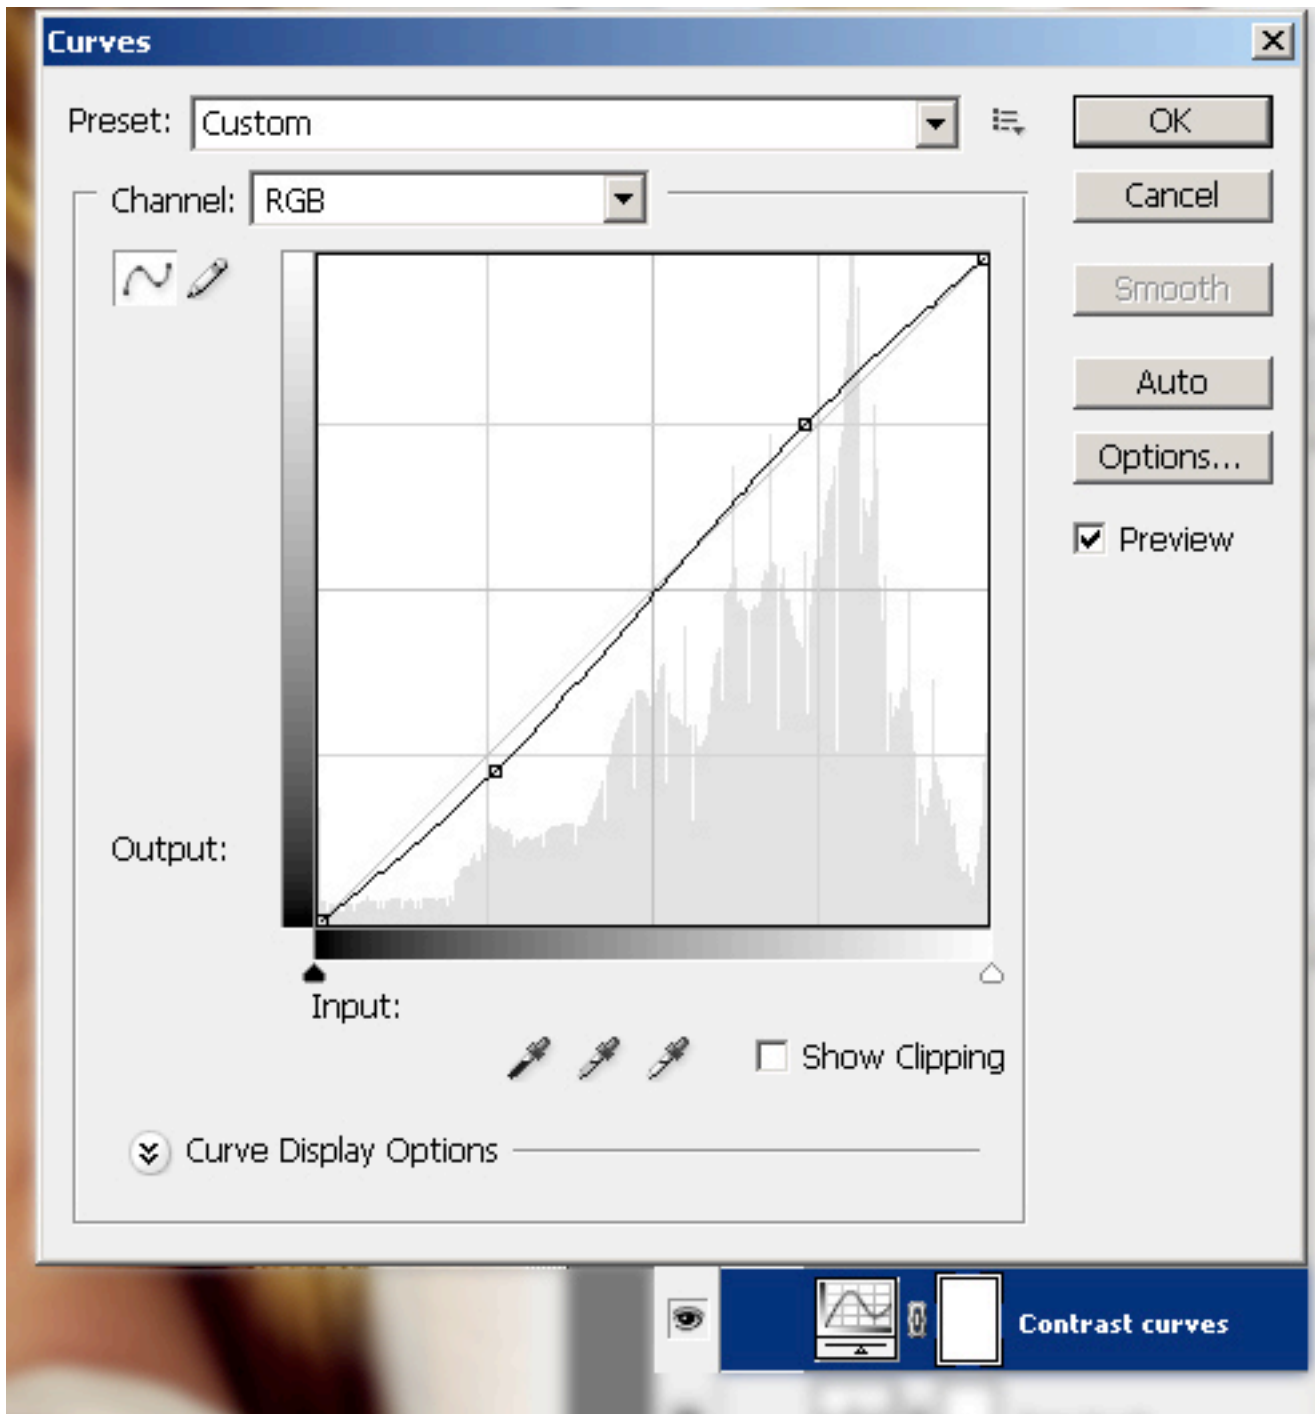 Curves
Preset: Custom
OK
Channel: RGB
Cancel
Smooth
Auto
Options...
Preview
Output:
Input:
Show Clipping
Curve Display Options
Contrast curves